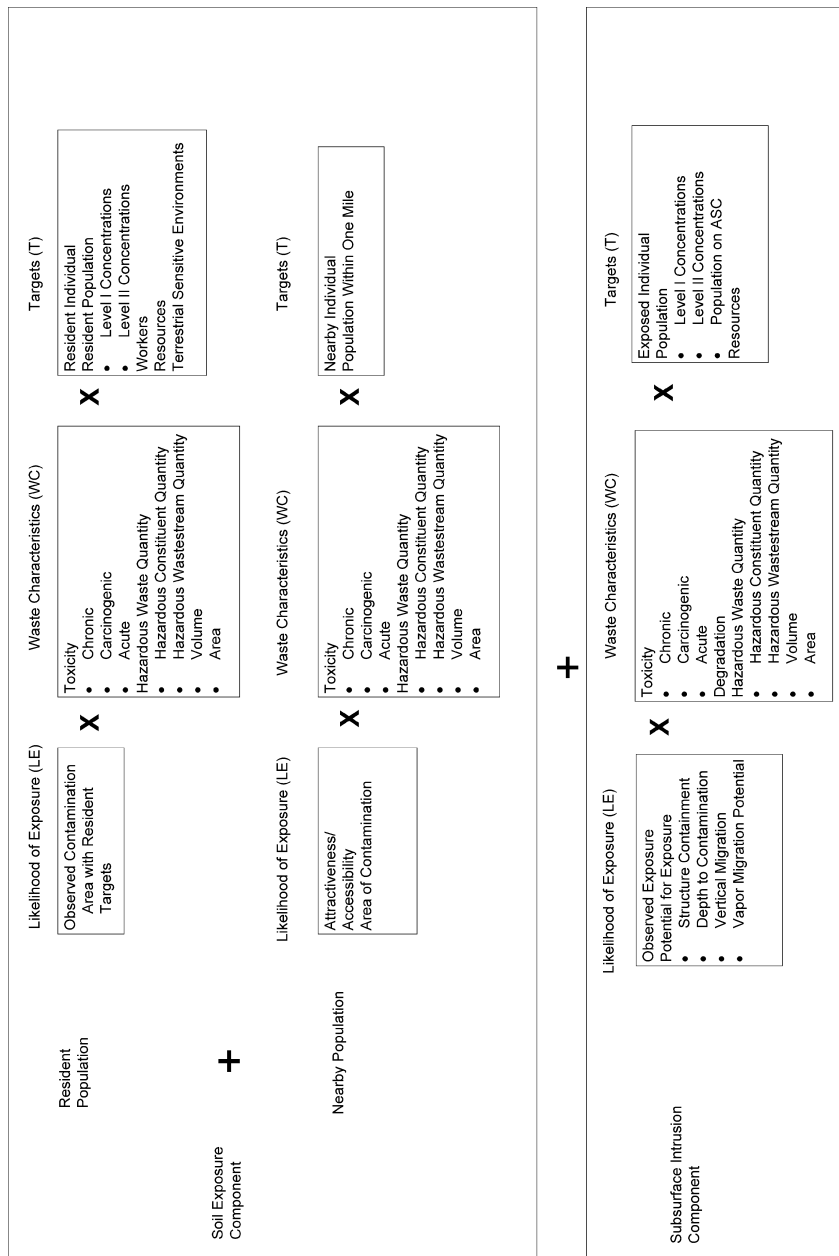 Soil Exposure
Component
Resident
Population
Likelihood of Exposure (LE)
Observed Contamination
Area with Resident
Targets
X
Waste Characteristics (WC)
Toxicity
• Chronic
• Carcinogenic
• Acute
Hazardous Waste Quantity
• Hazardous Constituent Quantity
• Hazardous Wastestream Quantity
• Volume
• Area
X
Targets (T)
Resident Individual
Resident Population
• Level I Concentrations
• Level II Concentrations
Workers
Resources
Terrestrial Sensitive Environments
+
Nearby Population
Likelihood of Exposure (LE)
Attractiveness/
Accessibility
Area of Contamination
X
Waste Characteristics (WC)
Toxicity
• Chronic
• Carcinogenic
• Acute
Hazardous Waste Quantity
• Hazardous Constituent Quantity
• Hazardous Wastestream Quantity
• Volume
• Area
X
Targets (T)
Nearby Individual
Population Within One Mile
+
Subsurface Intrusion
Component
Likelihood of Exposure (LE)
Observed Exposure
Potential for Exposure
• Structure Containment
• Depth to Contamination
• Vertical Migration
• Vapor Migration Potential
X
Waste Characteristics (WC)
Toxicity
• Chronic
• Carcinogenic
• Acute
Degradation
Hazardous Waste Quantity
• Hazardous Constituent Quantity
• Hazardous Wastestream Quantity
• Volume
• Area
X
Targets (T)
Exposed Individual
Population
• Level I Concentrations
• Level II Concentrations
• Population on ASC
Resources